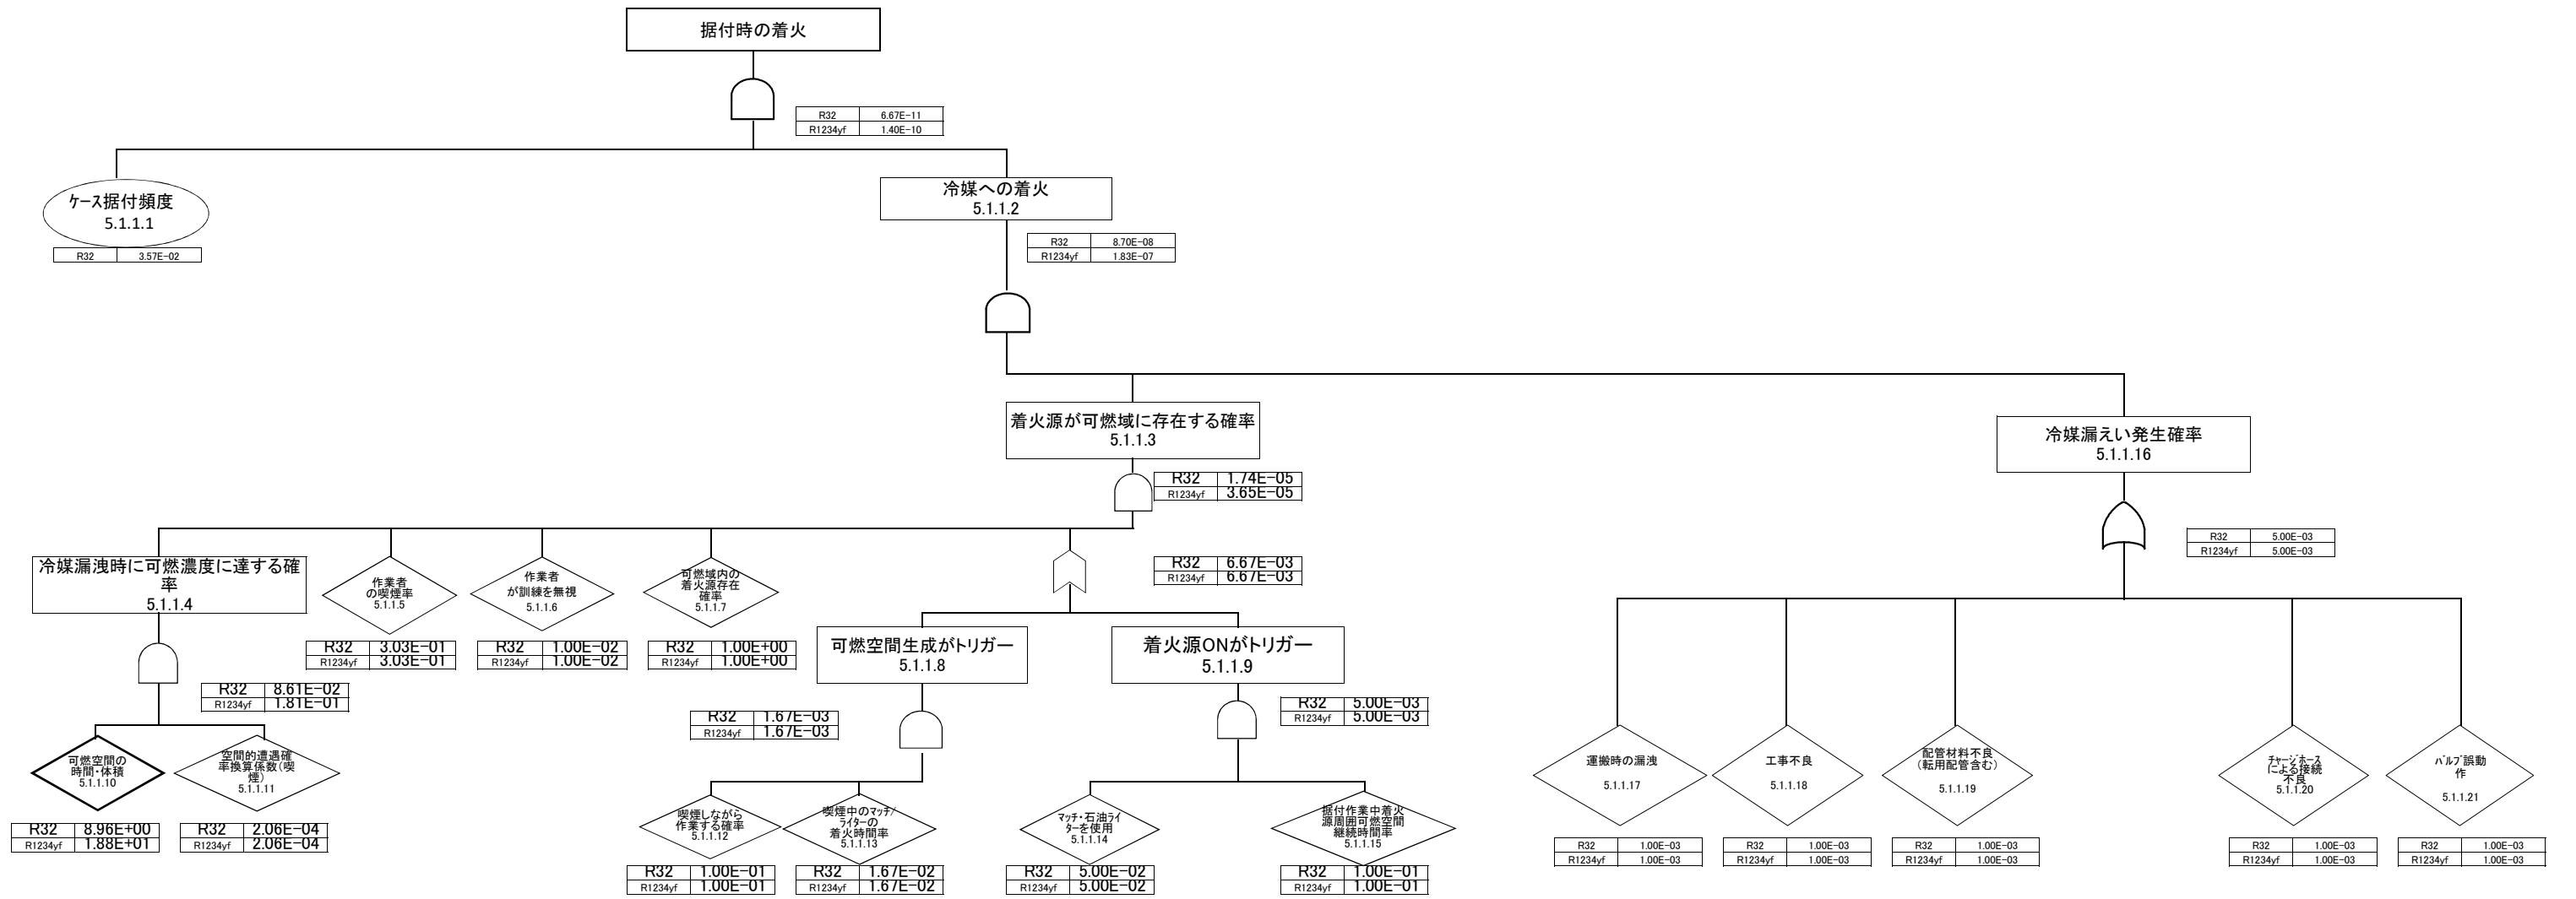 据付時の着火
R32 6.67E-11
R1234yf 1.40E-10
ｹｰｽ据付頻度
5.1.1.1
R32 3.57E-02
冷媒への着火
5.1.1.2
R32 8.70E-08
R1234yf 1.83E-07
着火源が可燃域に存在する確率
5.1.1.3
R32 1.74E-05
R1234yf 3.65E-05
冷媒漏えい発生確率
5.1.1.16
R32 5.00E-03
R1234yf 5.00E-03
冷媒漏洩時に可燃濃度に達する確
率
5.1.1.4
R32 8.61E-02
R1234yf 1.81E-01
作業者
の喫煙率
5.1.1.5
R32 3.03E-01
R1234yf 3.03E-01
作業者
が訓練を無視
5.1.1.6
R32 1.00E-02
R1234yf 1.00E-02
可燃域内の
着火源存在
確率
5.1.1.7
R32 1.00E+00
R1234yf 1.00E+00
R32 6.67E-03
R1234yf 6.67E-03
可燃空間生成がトリガー
5.1.1.8
R32 1.67E-03
R1234yf 1.67E-03
着火源ONがトリガー
5.1.1.9
R32 5.00E-03
R1234yf 5.00E-03
可燃空間の
時間・体積
5.1.1.10
R32 8.96E+00
R1234yf 1.88E+01
空間的遭遇確
率換算係数(喫
煙)
5.1.1.11
R32 2.06E-04
R1234yf 2.06E-04
喫煙しながら
作業する確率
5.1.1.12
R32 1.00E-01
R1234yf 1.00E-01
喫煙中のﾏｯﾁ/
ﾗｲﾀｰの
着火時間率
5.1.1.13
R32 1.67E-02
R1234yf 1.67E-02
ﾏｯﾁ・石油ﾗｲ
ﾀｰを使用
5.1.1.14
R32 5.00E-02
R1234yf 5.00E-02
据付作業中着火
源周囲可燃空間
継続時間率
5.1.1.15
R32 1.00E-01
R1234yf 1.00E-01
運搬時の漏洩
5.1.1.17
R32 1.00E-03
R1234yf 1.00E-03
工事不良
5.1.1.18
R32 1.00E-03
R1234yf 1.00E-03
配管材料不良
(転用配管含む)
5.1.1.19
R32 1.00E-03
R1234yf 1.00E-03
ﾁｬｰｼﾞﾎｰｽ
による接続
不良
5.1.1.20
R32 1.00E-03
R1234yf 1.00E-03
ﾊﾞﾙﾌﾞ誤動
作
5.1.1.21
R32 1.00E-03
R1234yf 1.00E-03